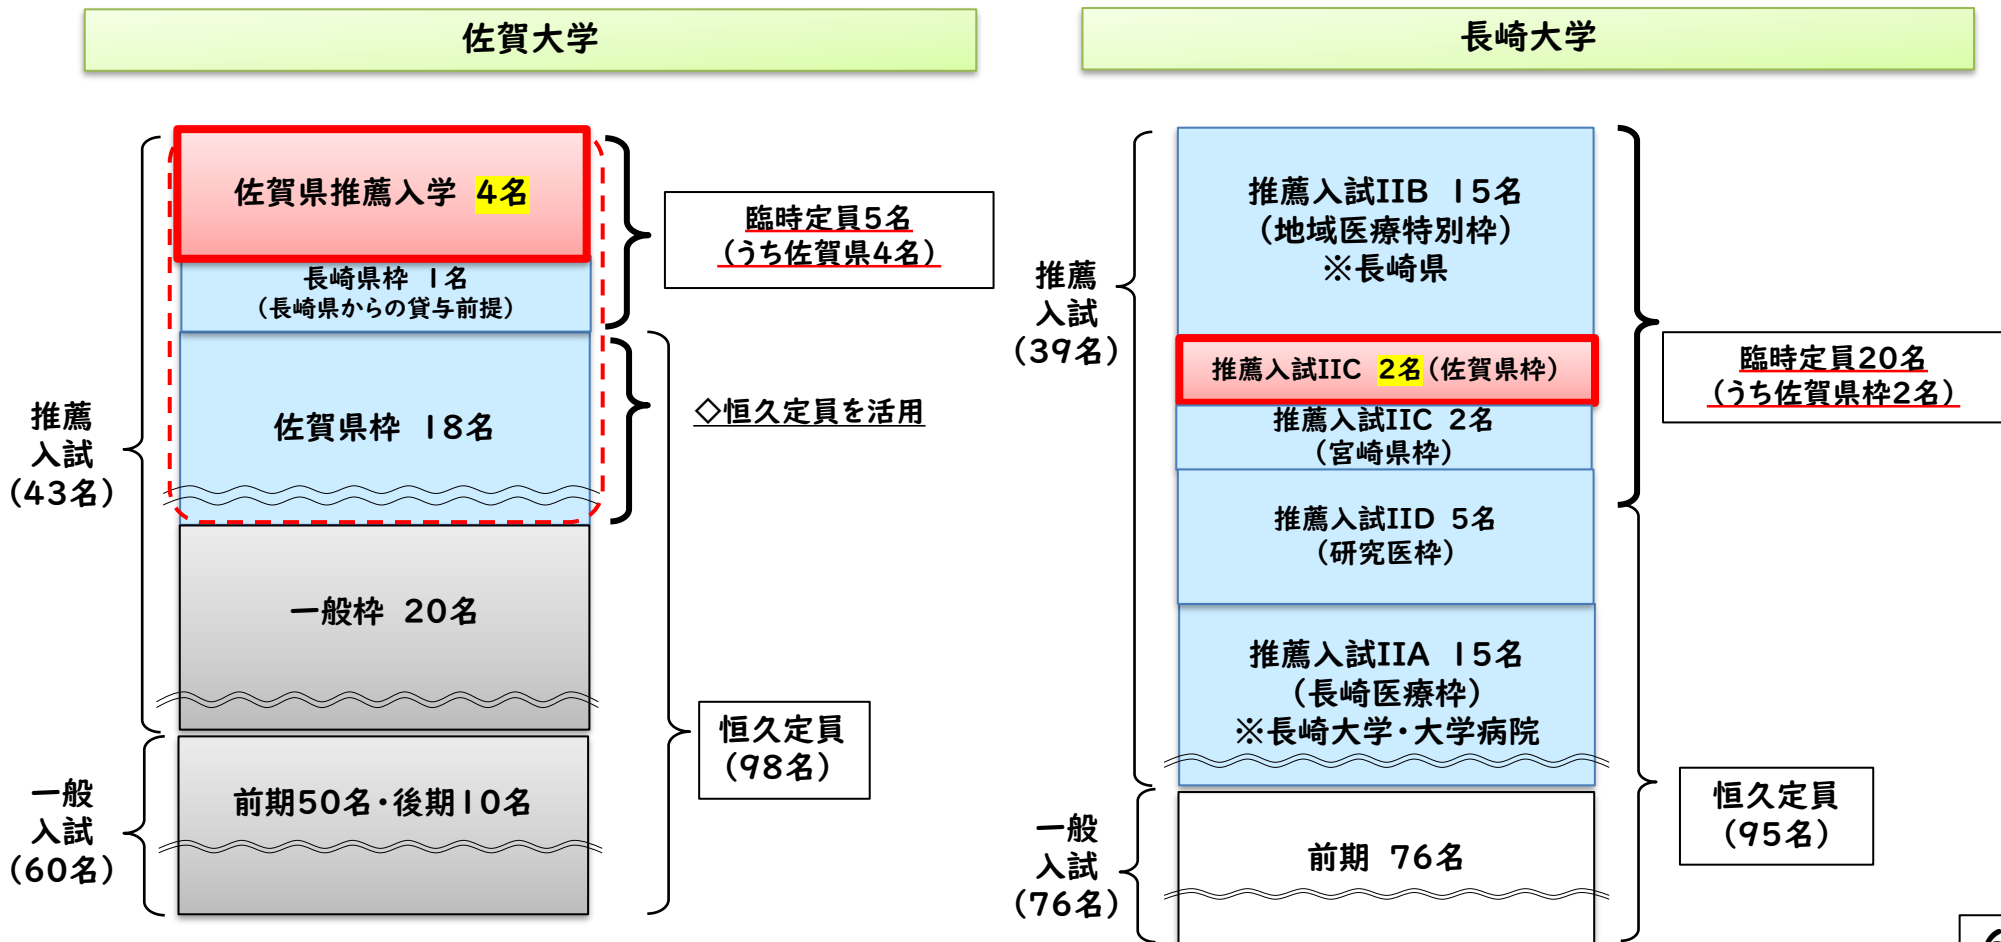 佐賀大学
佐賀県推薦入学 4名
長崎県枠 1名
(長崎県からの貸与前提)
佐賀県枠 18名
一般枠 20名
前期50名・後期10名
推薦
入試
(43名)
一般
入試
(60名)
臨時定員5名
(うち佐賀県4名)
◇恒久定員を活用
恒久定員
(98名)
長崎大学
推薦入試IIB 15名
(地域医療特別枠)
※長崎県
推薦入試IIC 2名(佐賀県枠)
推薦入試IIC 2名
(宮崎県枠)
推薦入試IID 5名
(研究医枠)
推薦入試IIA 15名
(長崎医療枠)
※長崎大学・大学病院
前期 76名
推薦
入試
(39名)
一般
入試
(76名)
臨時定員20名
(うち佐賀県枠2名)
恒久定員
(95名)